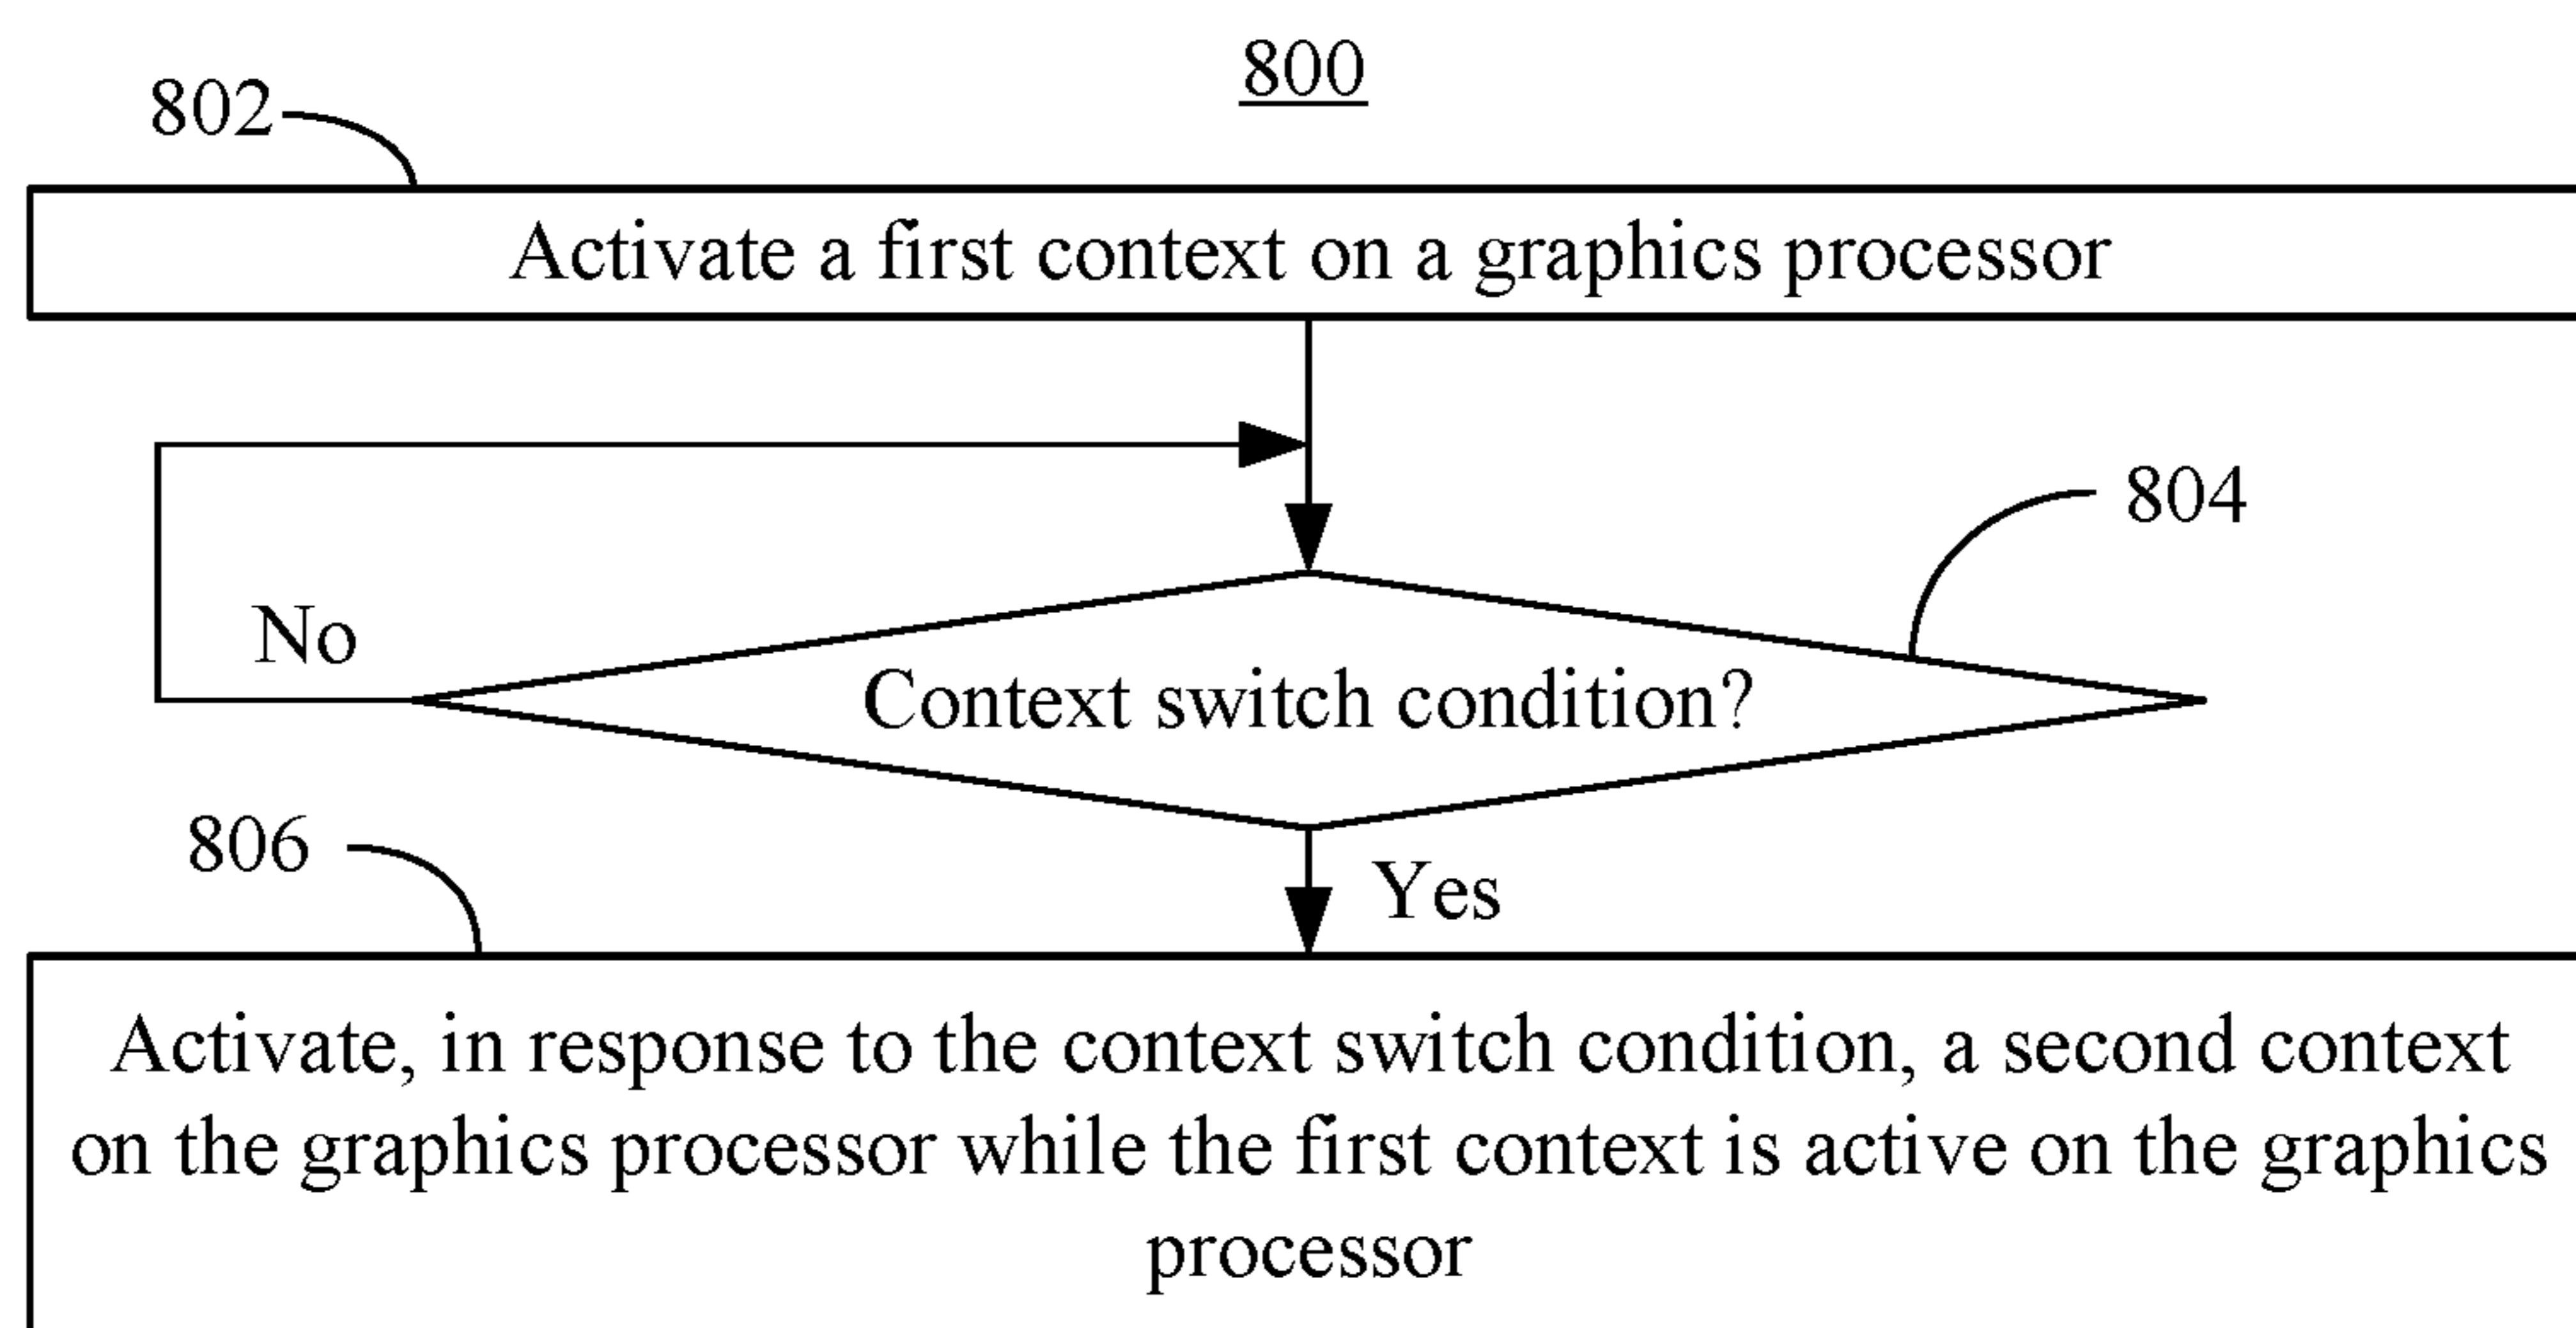 800
802
Activate a first context on a graphics processor
804
No
Context switch condition?
806
Yes
Activate, in response to the context switch condition, a second context
on the graphics processor while the first context is active on the graphics
processor